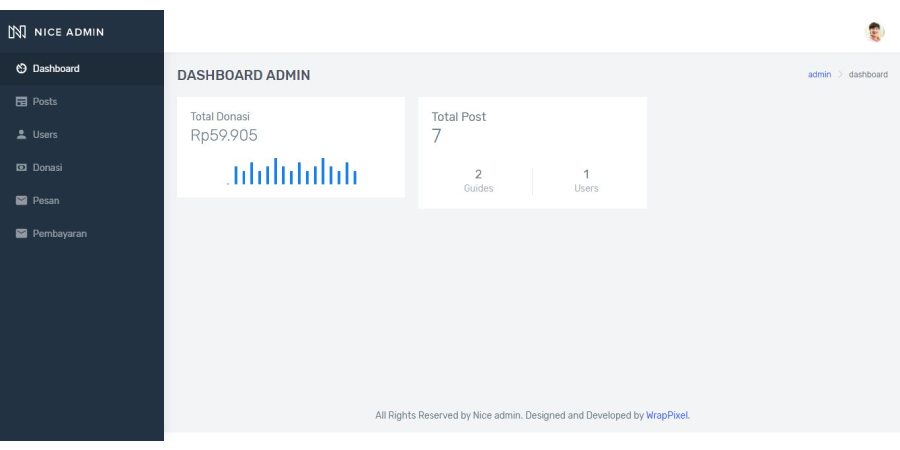 NICE ADMIN
Dashboard
Posts
Users
Donasi
Pesan
Pembayaran
DASHBOARD ADMIN
admin > dashboard
Total Donasi
Rp59.905
Total Post
7
2
Guides
1
Users
All Rights Reserved by Nice admin. Designed and Developed by WrapPixel.